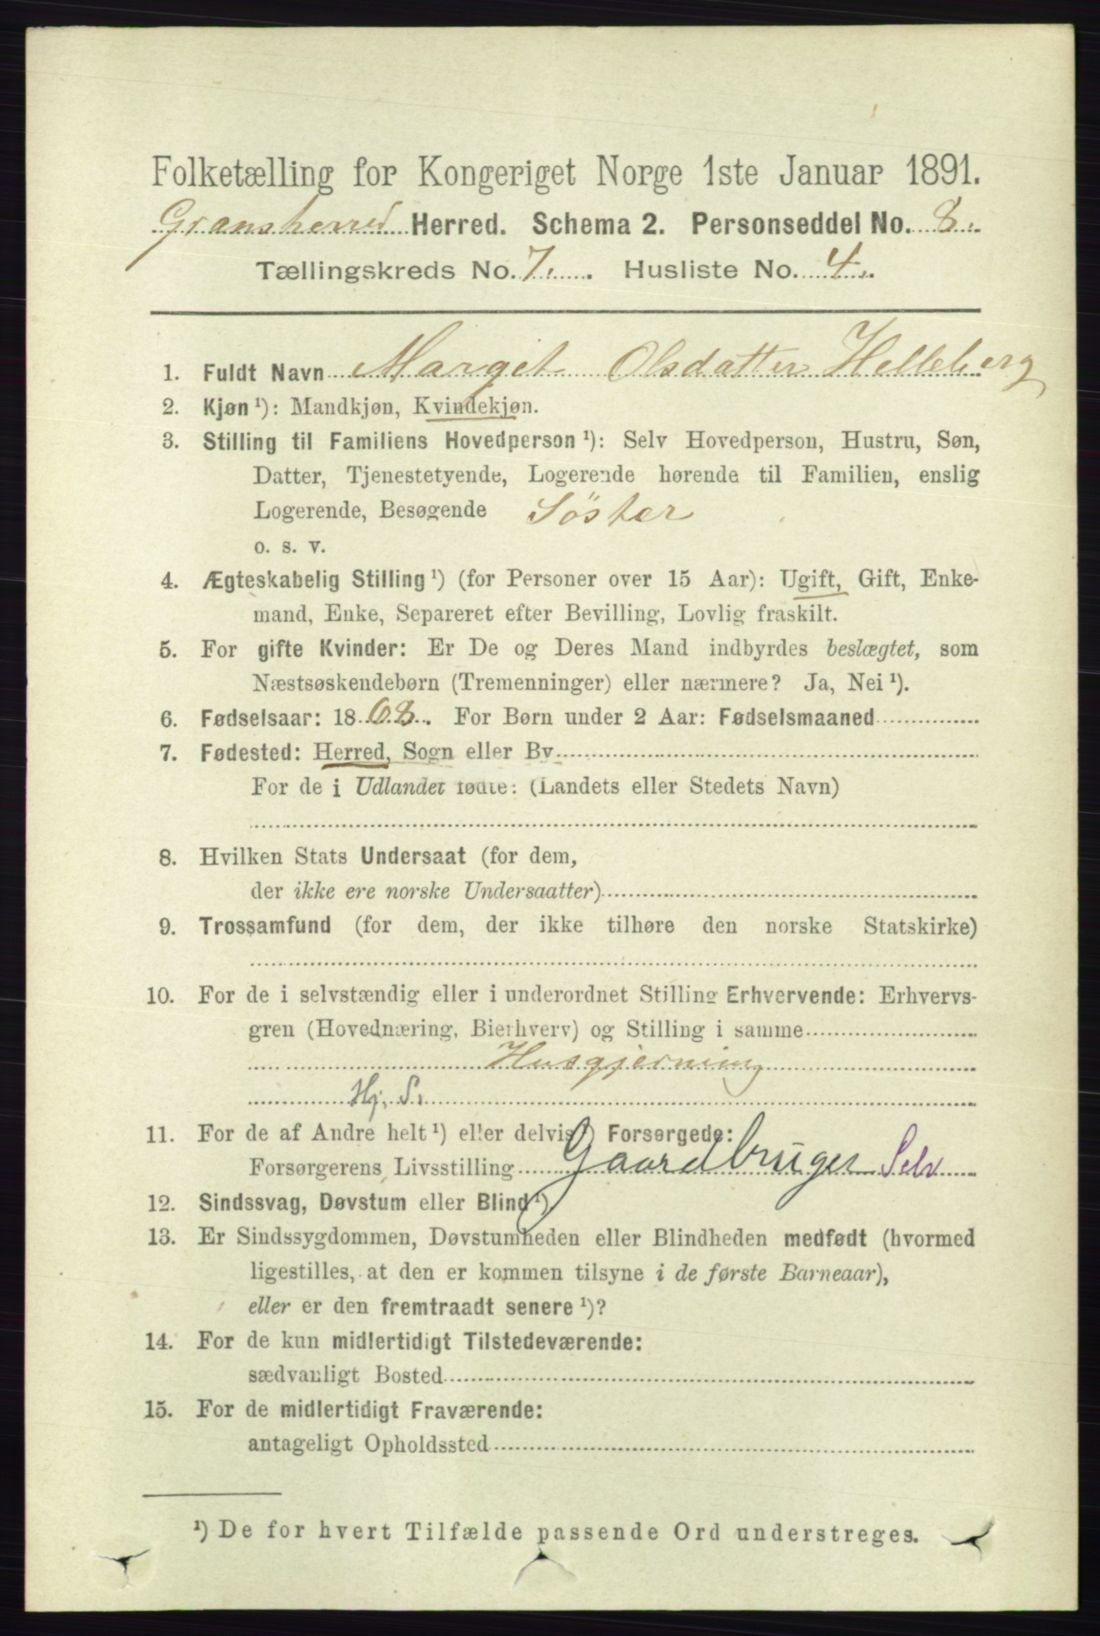 Folketælling for Kongeriget Norge 1ste Januar 1891.
Gransherred Herred. Schema 2. Personseddel No. 8.
Tællingskreds No. 7. Husliste No. 4.
1. Fuldt Navn Margit Olsdatter Helleberg
2. Kjøn ¹): Mandkjøn, Kvindekjøn.
3. Stilling til Familiens Hovedperson ¹): Selv Hovedperson, Hustru, Søn,
Datter, Tjenestetyende, Logerende hørende til Familien, enslig
Logerende, Besøgende Söster
o. s. v.
4. Ægteskabelig Stilling ¹) (for Personer over 15 Aar): Ugift, Gift, Enke-
mand, Enke, Separeret efter Bevilling, Lovlig fraskilt.
5. For gifte Kvinder: Er De og Deres Mand indbyrdes beslægtet, som
Næstsøskendebørn (Tremenninger) eller nærmere? Ja, Nei ¹).
6. Fødselsaar: 1868. For Børn under 2 Aar: Fødselsmaaned
7. Fødested: Herred, Sogn eller By
For de i Udlandet fødte: (Landets eller Stedets Navn)
8. Hvilken Stats Undersaat (for dem,
der ikke ere norske Undersaatter)
9. Trossamfund (for dem, der ikke tilhøre den norske Statskirke)
10. For de i selvstændig eller i underordnet Stilling Erhvervende: Erhvervs-
gren (Hovednæring, Bierhverv) og Stilling i samme
Husgjerning
Hj. S.
11. For de af Andre helt ¹) eller delvis ¹) Forsørgede:
Forsørgerens Livsstilling Gaardbruger Selv
12. Sindssvag, Døvstum eller Blind ¹)
13. Er Sindssygdommen, Døvstumheden eller Blindheden medfødt (hvormed
ligestilles, at den er kommen tilsyne i de første Barneaar),
eller er den fremtraadt senere ¹)?
14. For de kun midlertidigt Tilstedeværende:
sædvanligt Bosted
15. For de midlertidigt Fraværende:
antageligt Opholdssted
¹) De for hvert Tilfælde passende Ord understreges.